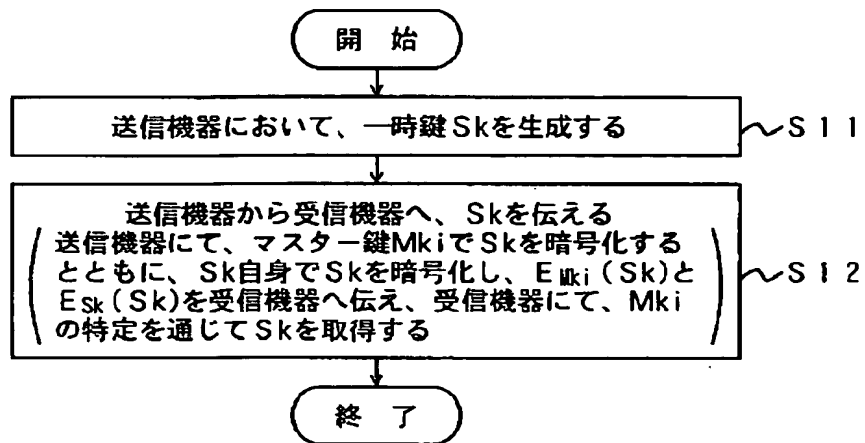 開 始
送信機器において、一時鍵Skを生成する
S11
送信機器から受信機器へ、Skを伝える
送信機器にて、マスター鍵MkiでSkを暗号化する
とともに、Sk自身でSkを暗号化し、EMki(Sk)と
S12
ESk(Sk)を受信機器へ伝え、受信機器にて、Mki
の特定を通じてSkを取得する
終 了